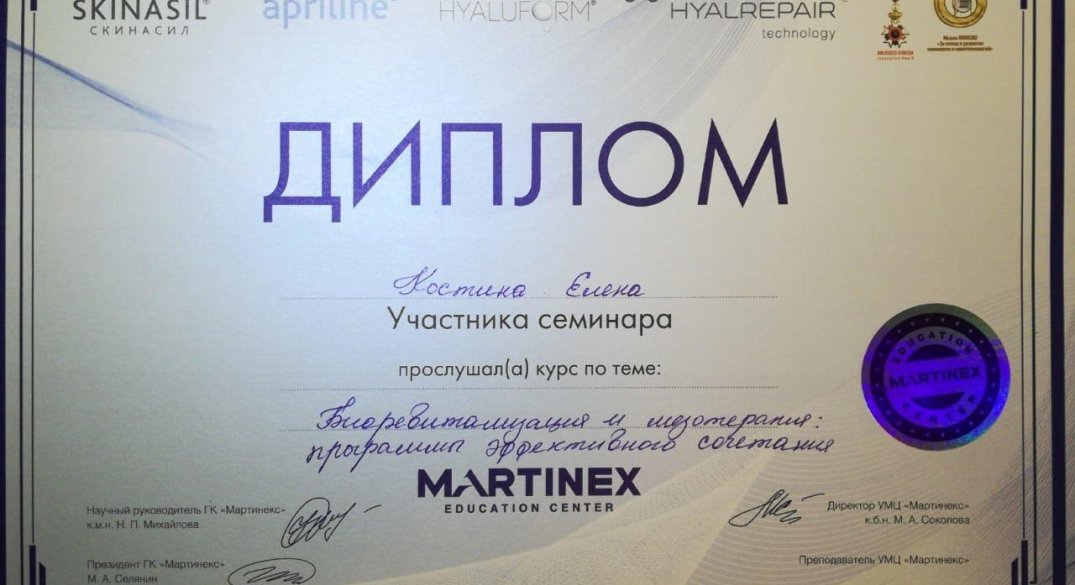 SKINASIL®
СКИНАСИЛ
apriline®
HYALUFORM®
HYALREPAIR®
technology
ДИПЛОМ
Костина Елена
Участника семинара
прослушал(а) курс по теме:
Биоревитализация и мезотерапия:
программы эффективного сочетания
EDUCATION
MARTINEX
CENTER
MARTINEX
EDUCATION CENTER
Научный руководитель ГК «Мартинекс»
к.м.н. Н. П. Михайлова
Директор УМЦ «Мартинекс»
к.б.н. М. А. Соколова
Президент ГК «Мартинекс»
М. А. Селянин
Преподаватель УМЦ «Мартинекс»